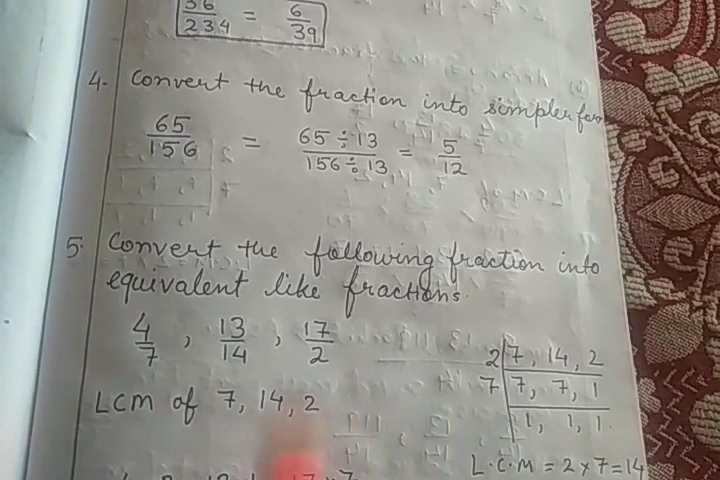 36/234 = 6/39
4. Convert the fraction into simpler
65/156 = 65÷13/156÷13 = 5/12
5. Convert the following fraction into
equivalent like fractions.
4/7 , 13/14 , 17/2
2 | 7, 14, 2
7 | 7, 7, 1
1, 1, 1.
LCM of 7, 14, 2
L.C.M = 2 x 7 = 14